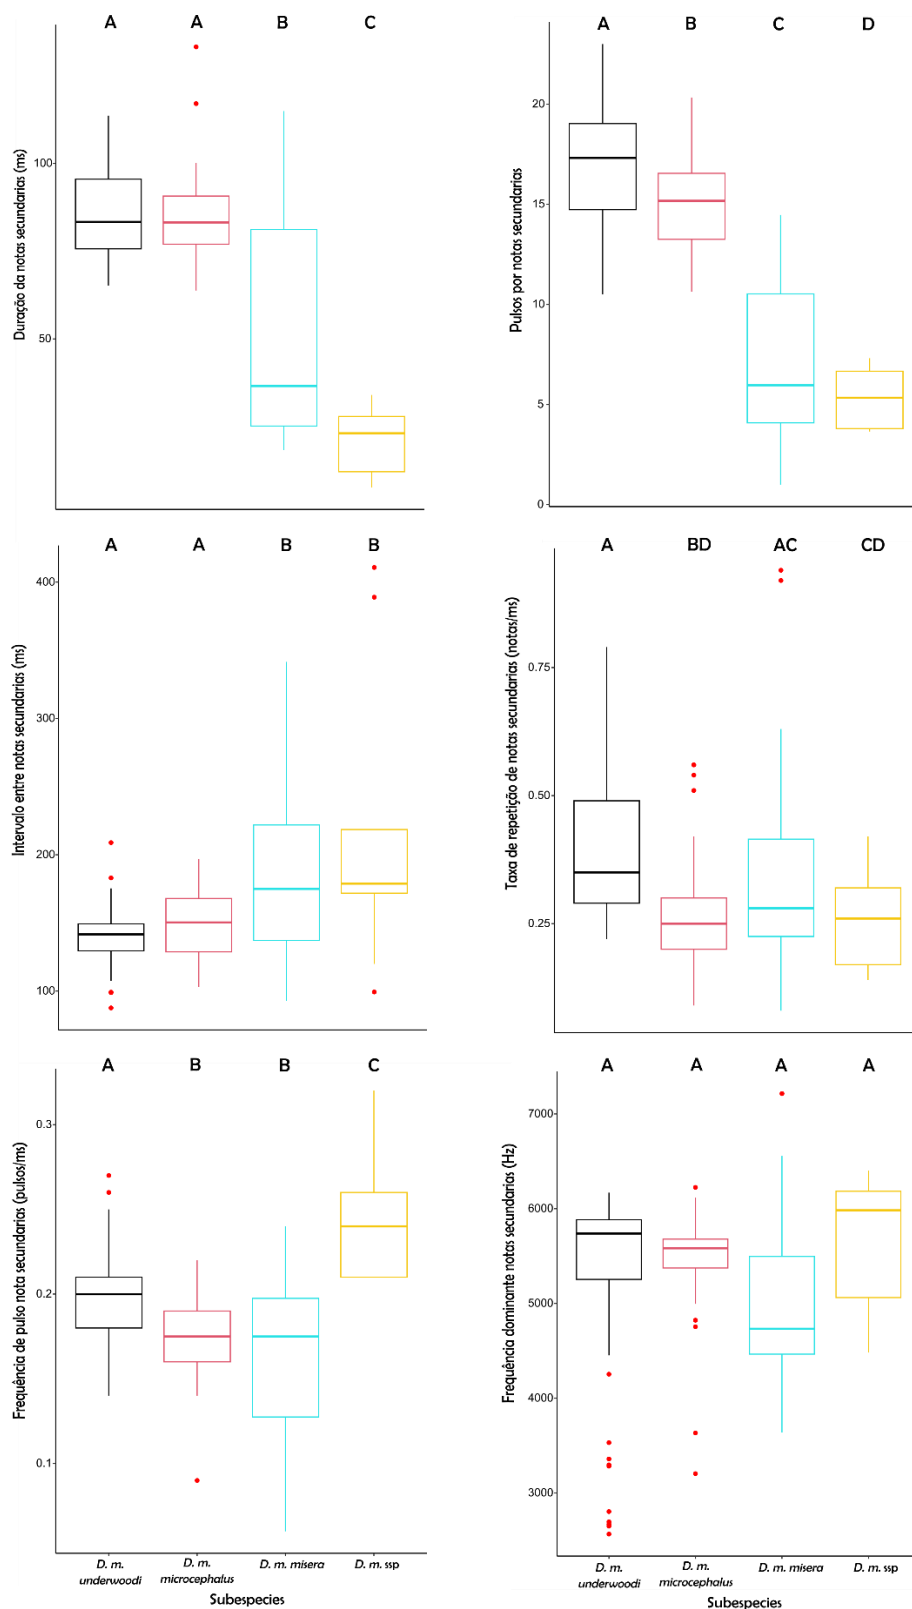 A A B C
Duração da notas secundarias (ms)
100
50
A B C D
Pulsos por notas secundarias
20
15
10
5
0
A A B B
Intervalo entre notas secundarias (ms)
400
300
200
100
A BD AC CD
Taxa de repetição de notas secundarias (notas/ms)
0.75
0.50
0.25
A B B C
Frequência de pulso nota secundarias (pulsos/ms)
0.3
0.2
0.1
D. m. underwoodi
D. m. microcephalus
D. m. misera
D. m. ssp
Subespecies
A A A A
Frequência dominante notas secundarias (Hz)
7000
6000
5000
4000
3000
D. m. underwoodi
D. m. microcephalus
D. m. misera
D. m. ssp
Subespecies